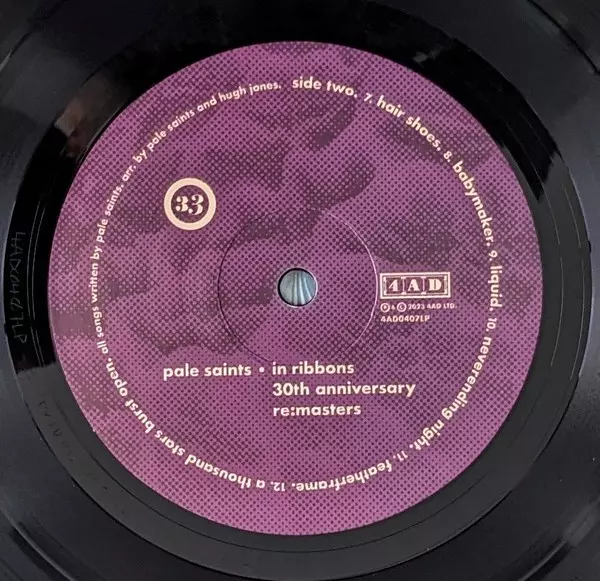 side two. 7. hair shoes. 8. babymaker. 9. liquid. 10. neverending night. 11. featherframe. 12. a thousand stars burst open. all songs written by pale saints. arr. by pale saints and hugh jones.
33
4AD
℗ & © 2023 4AD LTD.
4AD0407LP
pale saints • in ribbons
30th anniversary
re:masters
4AD0407LP